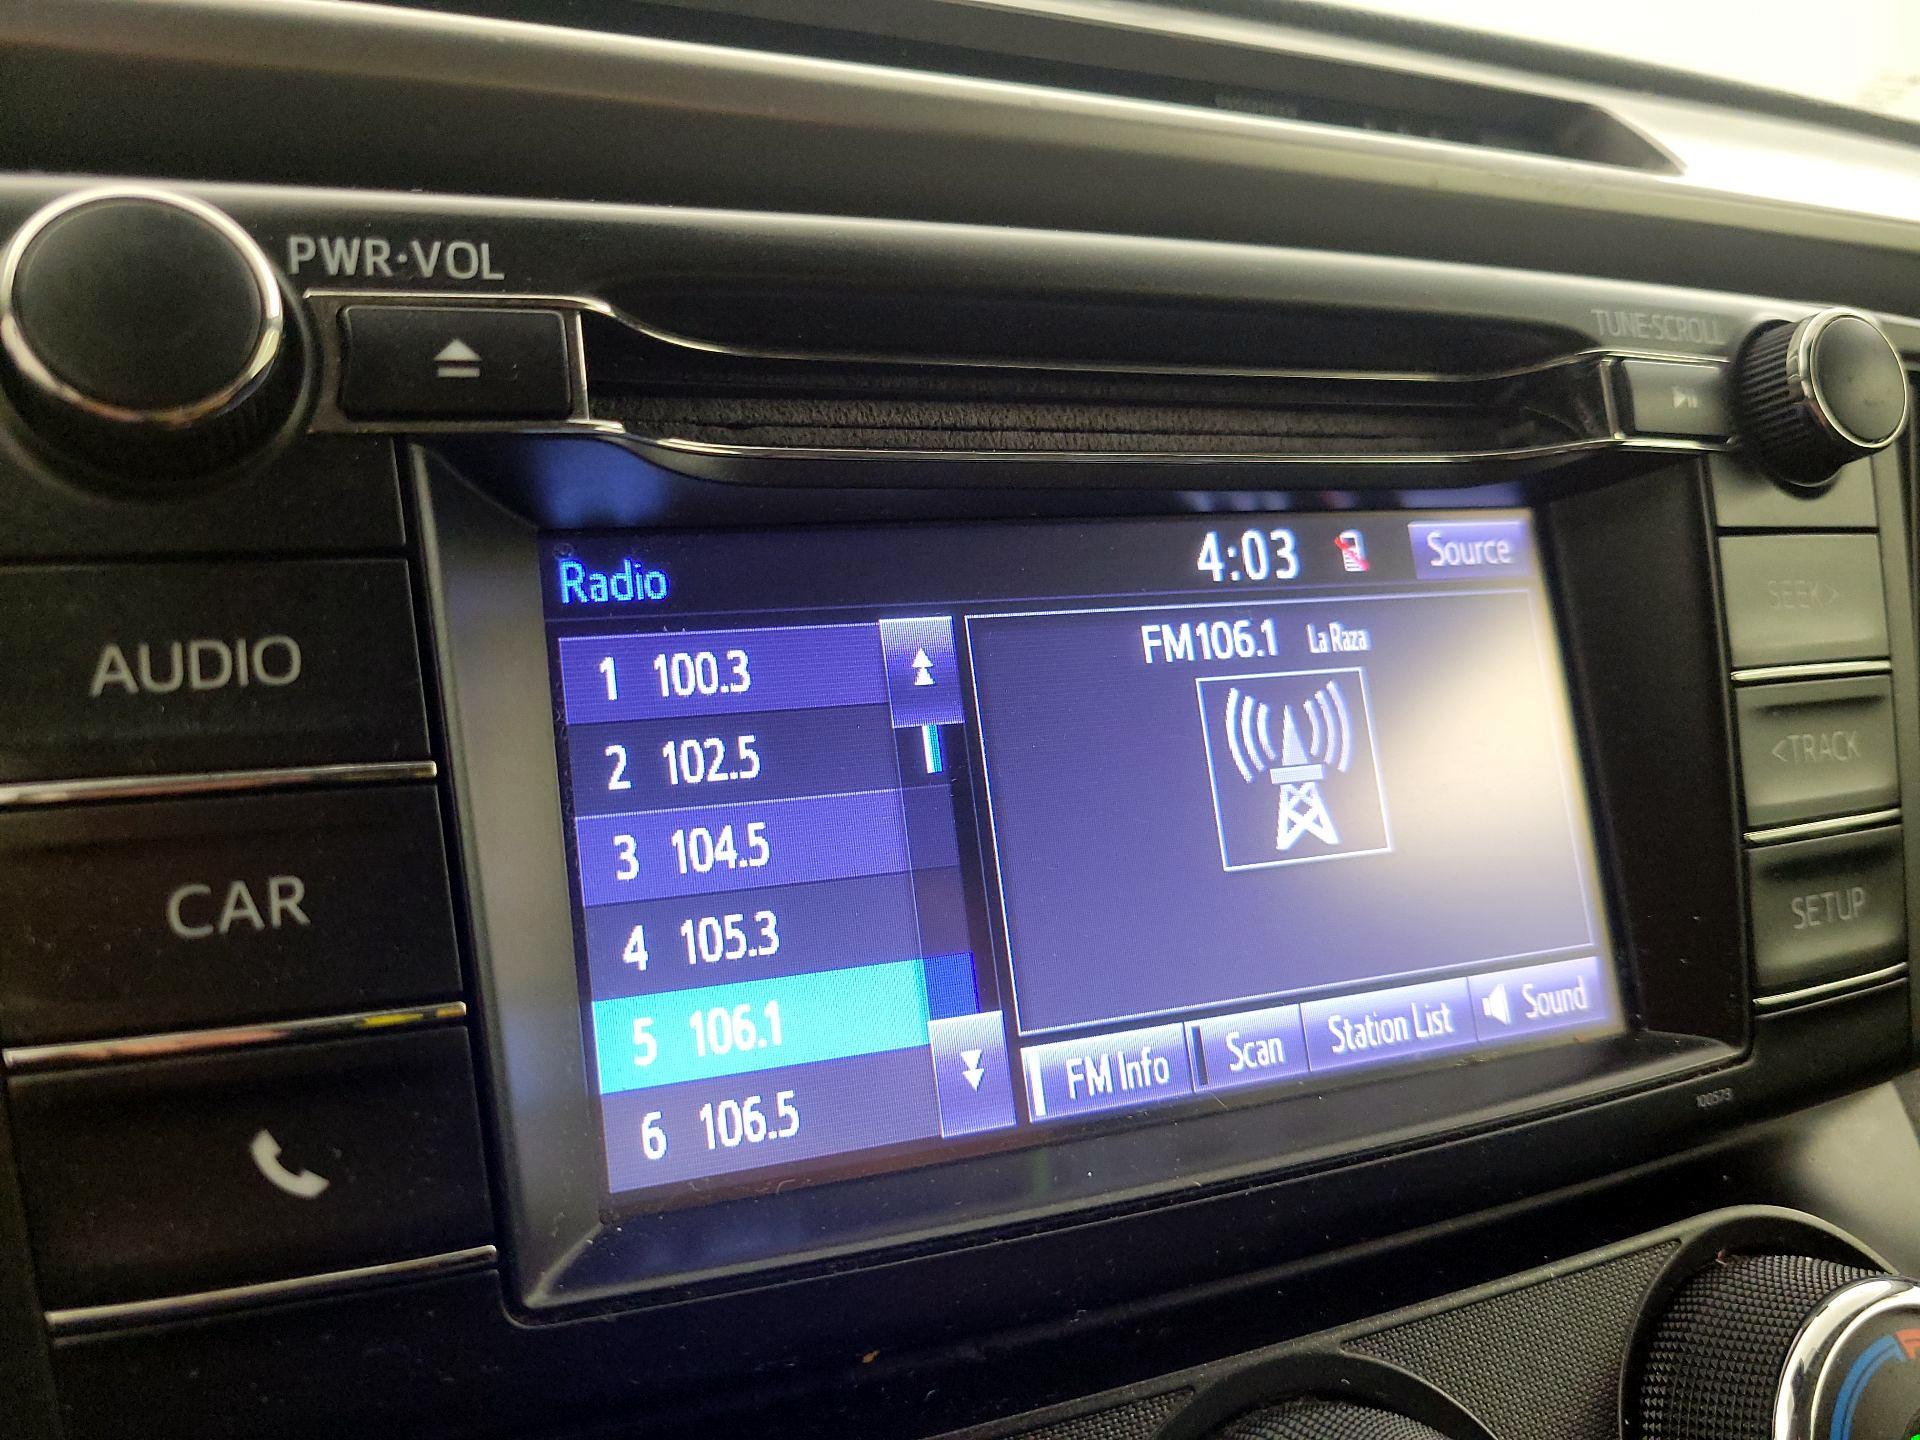 PWR·VOL
TUNE·SCROLL
AUDIO
CAR
Radio
4:03
Source
1 100.3
2 102.5
3 104.5
4 105.3
5 106.1
6 106.5
FM106.1 La Raza
FM Info
Scan
Station List
Sound
SEEK>
<TRACK
SETUP
100573